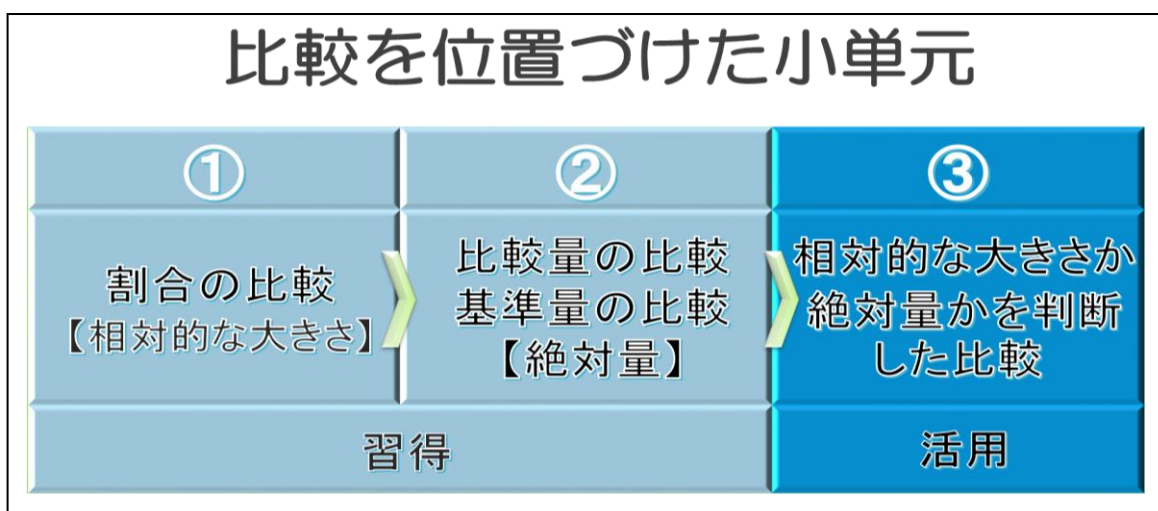 比較を位置づけた小単元
①
②
③
割合の比較
【相対的な大きさ】
比較量の比較
基準量の比較
【絶対量】
相対的な大きさか
絶対量かを判断
した比較
習得
活用